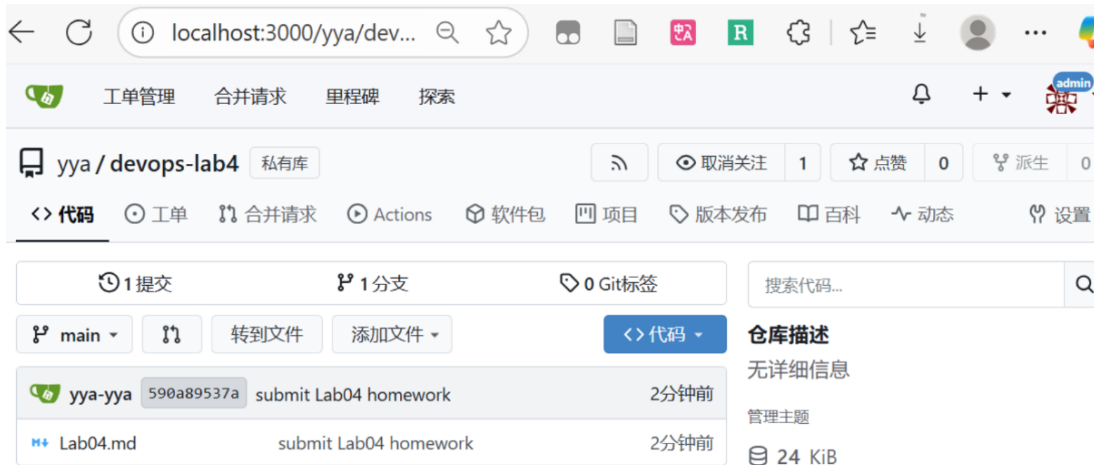 localhost:3000/yya/dev...
工单管理 合并请求 里程碑 探索
admin
yya / devops-lab4 私有库 取消关注 1 点赞 0 派生 0
代码 工单 合并请求 Actions 软件包 项目 版本发布 百科 动态 设置
1 提交 1 分支 0 Git标签 搜索代码...
main 转到文件 添加文件 代码 仓库描述
无详细信息
yya-yya 590a89537a submit Lab04 homework 2分钟前
管理主题
Lab04.md submit Lab04 homework 2分钟前
24 KiB